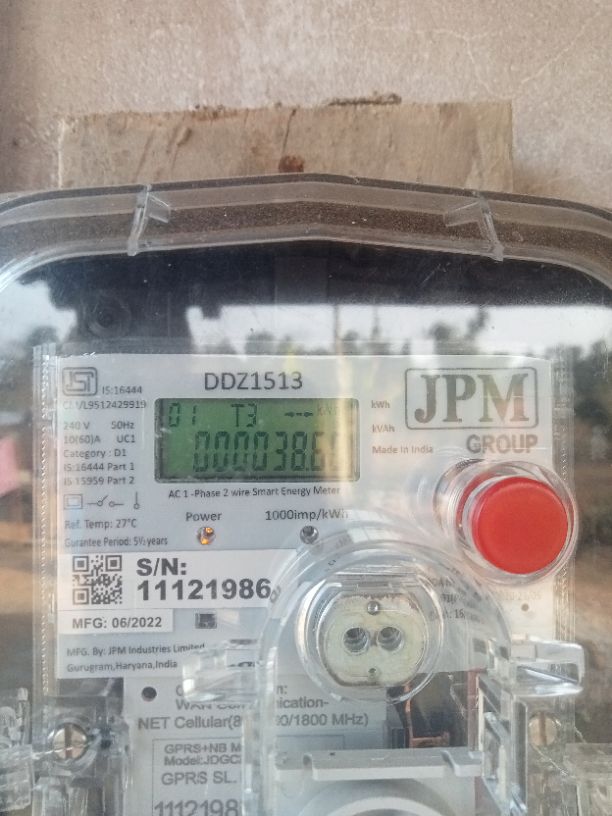 ISI
IS:16444
CM/L9512429919
DDZ1513
240 V 50Hz
10(60)A UC1
Category : D1
IS:16444 Part 1
IS 15959 Part 2
01 T3
kWh
kVAh
Made In India
JPM
GROUP
AC 1 -Phase 2 wire Smart Energy Meter
Ref. Temp: 27°C
Gurantee Period: 5½ years
Power 1000imp/kWh
S/N:
11121986
MFG: 06/2022
MFG. By: JPM Industries Limited
Gurugram,Haryana,India
WAN
NET Cellular
1800 MHz)
GPRS+NB
GPRS SL.